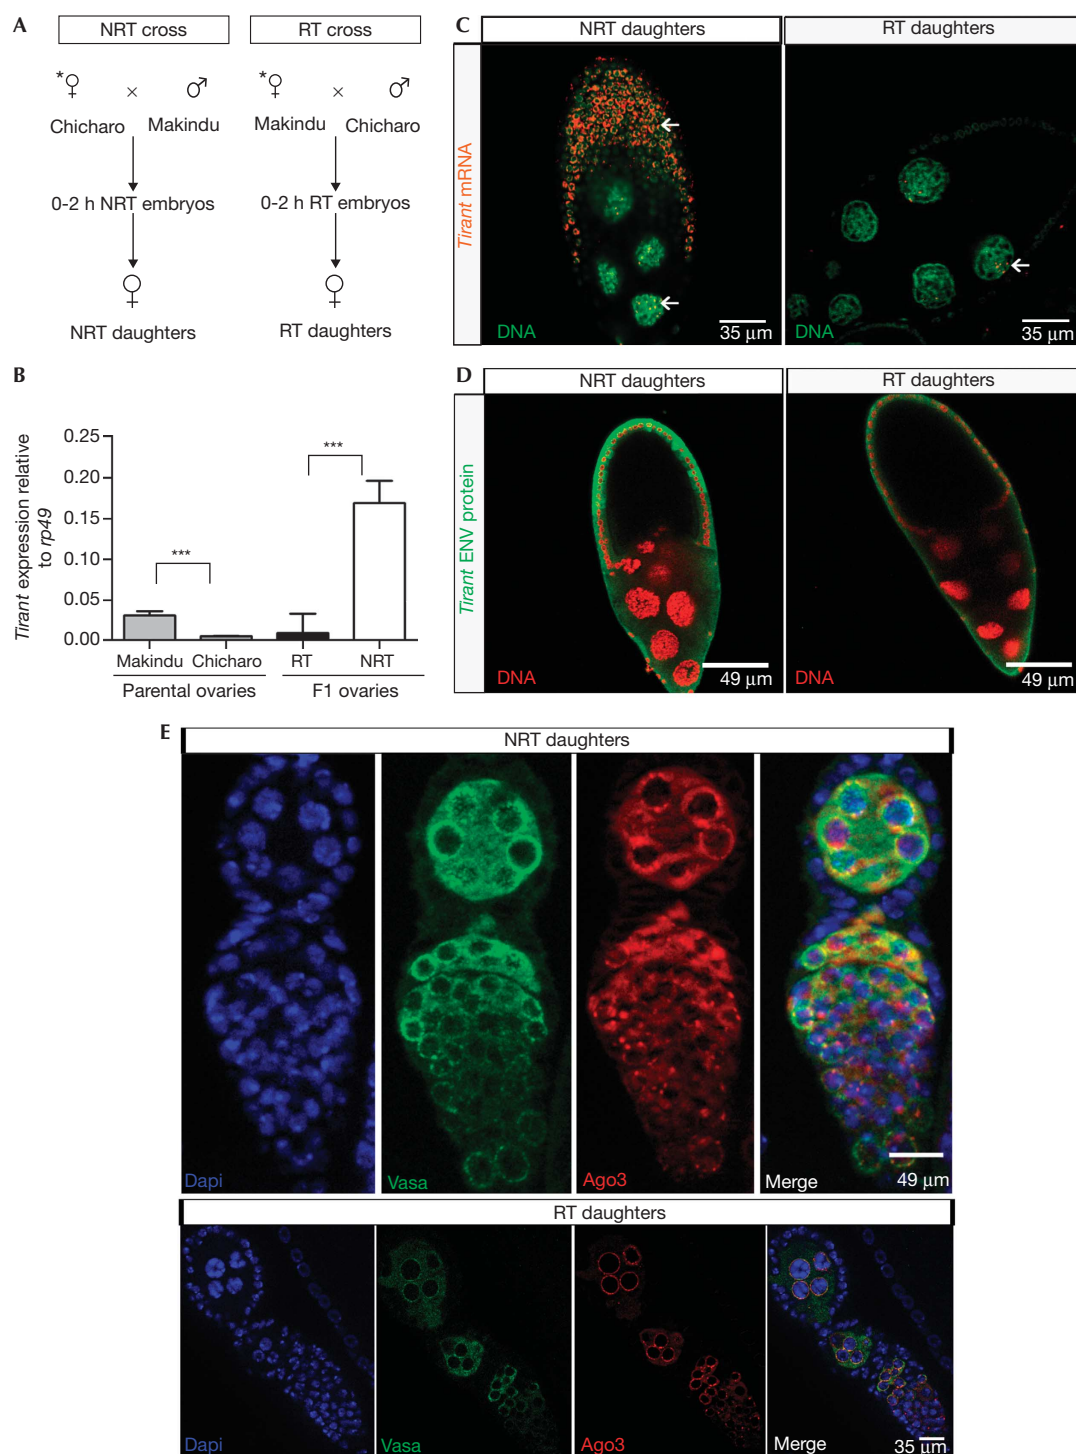 A
NRT cross
RT cross
*♀ × ♂
*♀ × ♂
Chicharo Makindu
Makindu Chicharo
0-2 h NRT embryos
0-2 h RT embryos
♀
♀
NRT daughters
RT daughters
B
Tirant expression relative
to rp49
0.25
0.20
0.15
0.10
0.05
0.00
***
***
Makindu Chicharo RT NRT
Parental ovaries F1 ovaries
C
NRT daughters
RT daughters
Tirant mRNA
DNA
35 μm
DNA
35 μm
D
NRT daughters
RT daughters
Tirant ENV protein
DNA
49 μm
DNA
49 μm
E
NRT daughters
Dapi
Vasa
Ago3
Merge
49 μm
RT daughters
Dapi
Vasa
Ago3
Merge
35 μm